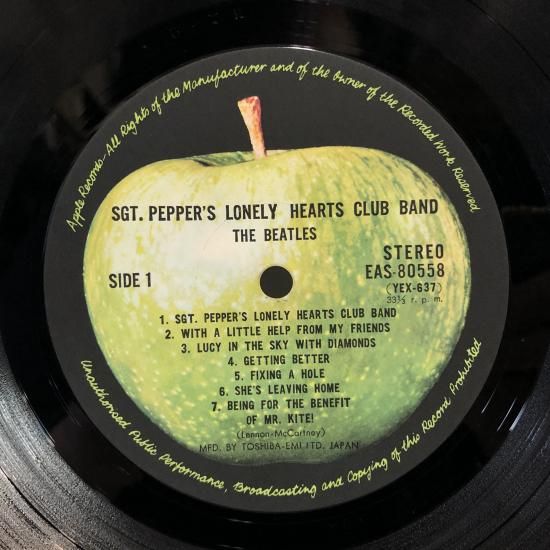 Apple Records-All Rights of the Manufacturer and of the Owner of the Recorded Work Reserved
SGT. PEPPER'S LONELY HEARTS CLUB BAND
THE BEATLES
STEREO
SIDE 1
EAS-80558
(YEX-637)
33⅓ r. p. m.
1. SGT. PEPPER'S LONELY HEARTS CLUB BAND
2. WITH A LITTLE HELP FROM MY FRIENDS
3. LUCY IN THE SKY WITH DIAMONDS
4. GETTING BETTER
5. FIXING A HOLE
6. SHE'S LEAVING HOME
7. BEING FOR THE BENEFIT
OF MR. KITE!
(Lennon-McCartney)
MFD. BY TOSHIBA-EMI LTD. JAPAN
Unauthorised Public Performance, Broadcasting and Copying of this Record Prohibited